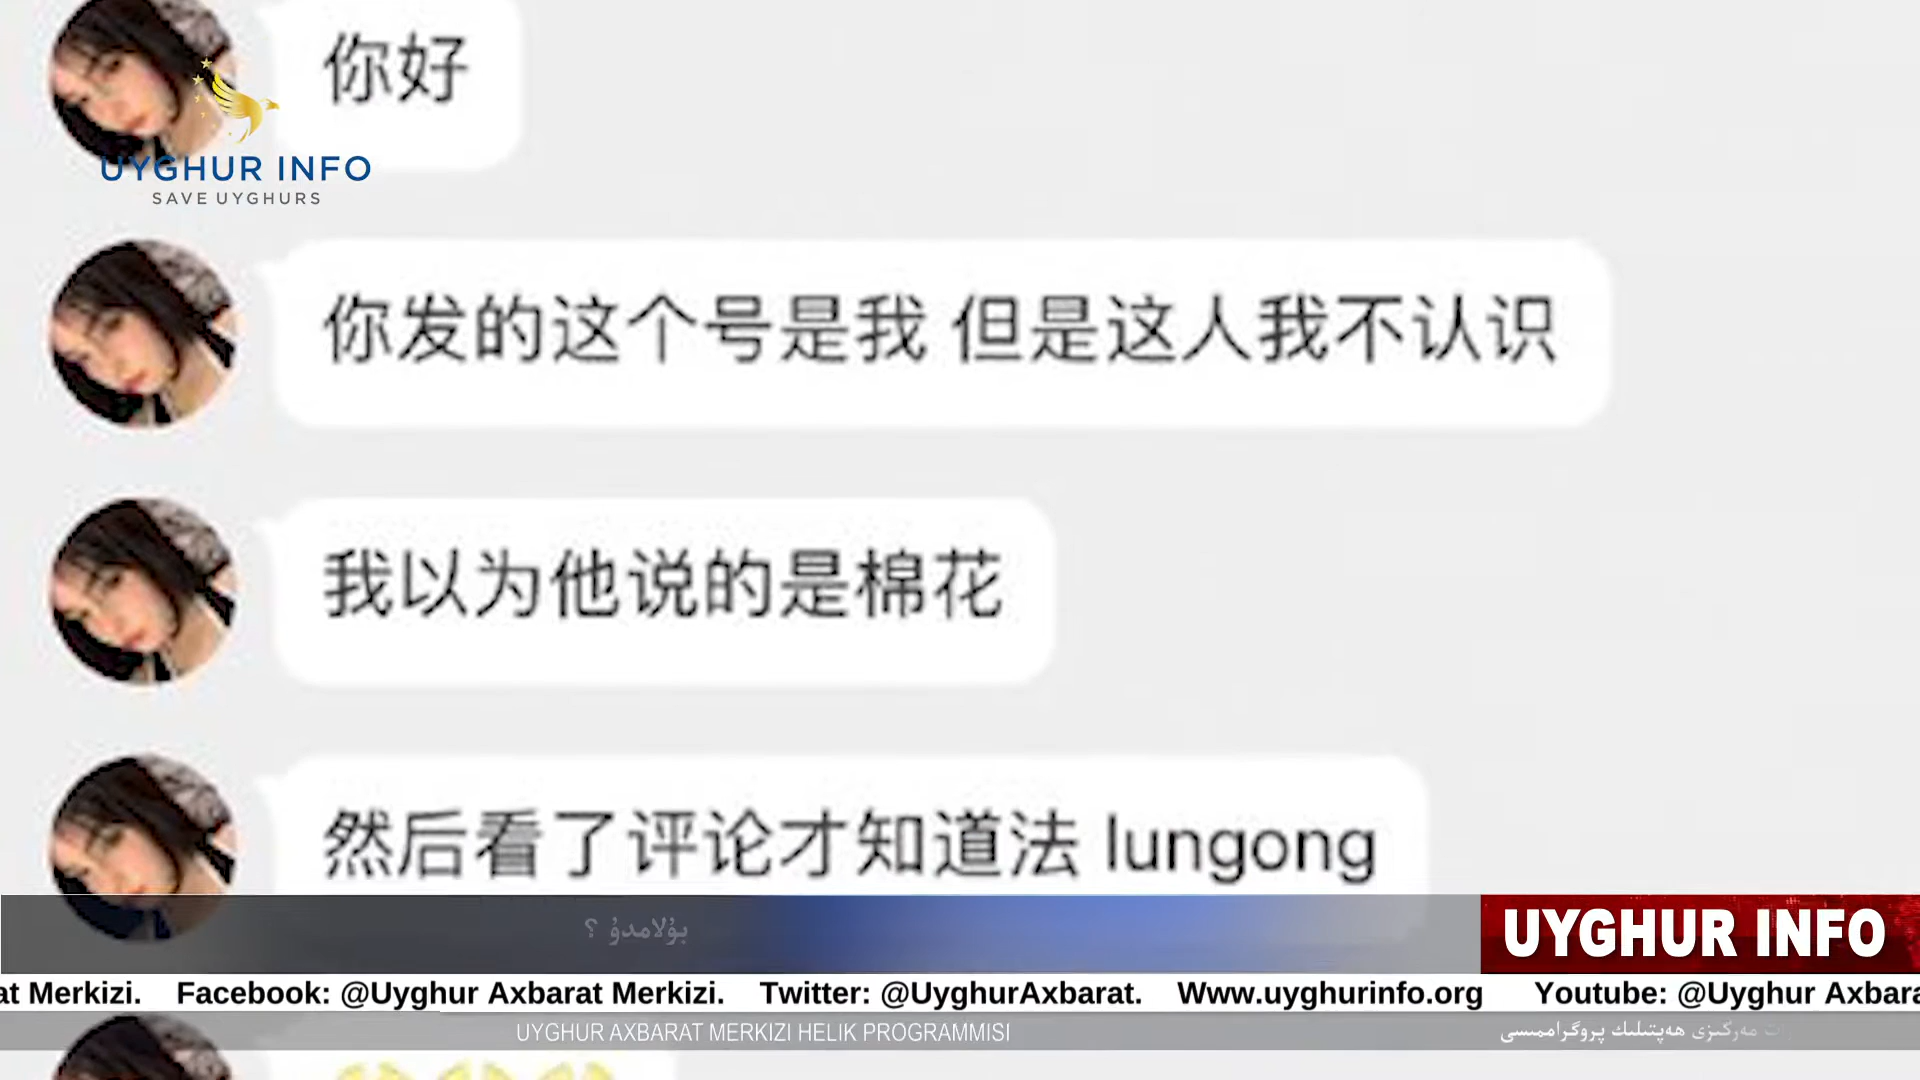 你好
UYGHUR INFO
SAVE UYGHURS
你发的这个号是我 但是这人我不认识
我以为他说的是棉花
然后看了评论才知道法 lungong
بۇلامدۇ ؟
UYGHUR INFO
at Merkizi. Facebook: @Uyghur Axbarat Merkizi. Twitter: @UyghurAxbarat. Www.uyghurinfo.org Youtube: @Uyghur Axbara
UYGHUR AXBARAT MERKIZI HELIK PROGRAMMISI
مەركىزى ھەپتىلىك پروگراممىسى